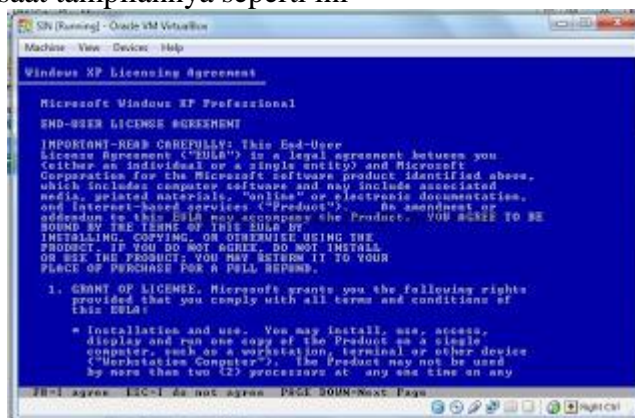 saat tampilannya seperti ini
SIN [Running] - Oracle VM VirtualBox
Machine View Devices Help
Windows XP Licensing Agreement
Microsoft Windows XP Professional
END-USER LICENSE AGREEMENT
IMPORTANT-READ CAREFULLY: This End-User
License Agreement ("EULA") is a legal agreement between you
(either an individual or a single entity) and Microsoft
Corporation for the Microsoft software product identified above,
which includes computer software and may include associated
media, printed materials, "online" or electronic documentation,
and Internet-based services ("Product"). An amendment or
addendum to this EULA may accompany the Product. YOU AGREE TO BE
BOUND BY THE TERMS OF THIS EULA BY
INSTALLING, COPYING, OR OTHERWISE USING THE
PRODUCT. IF YOU DO NOT AGREE, DO NOT INSTALL
OR USE THE PRODUCT; YOU MAY RETURN IT TO YOUR
PLACE OF PURCHASE FOR A FULL REFUND.
1. GRANT OF LICENSE. Microsoft grants you the following rights
provided that you comply with all terms and conditions of
this EULA:
* Installation and use. You may install, use, access,
display and run one copy of the Product on a single
computer, such as a workstation, terminal or other device
("Workstation Computer"). The Product may not be used
by more than two (2) processors at any one time on any
F8=I agree ESC=I do not agree PAGE DOWN=Next Page
Right Ctrl